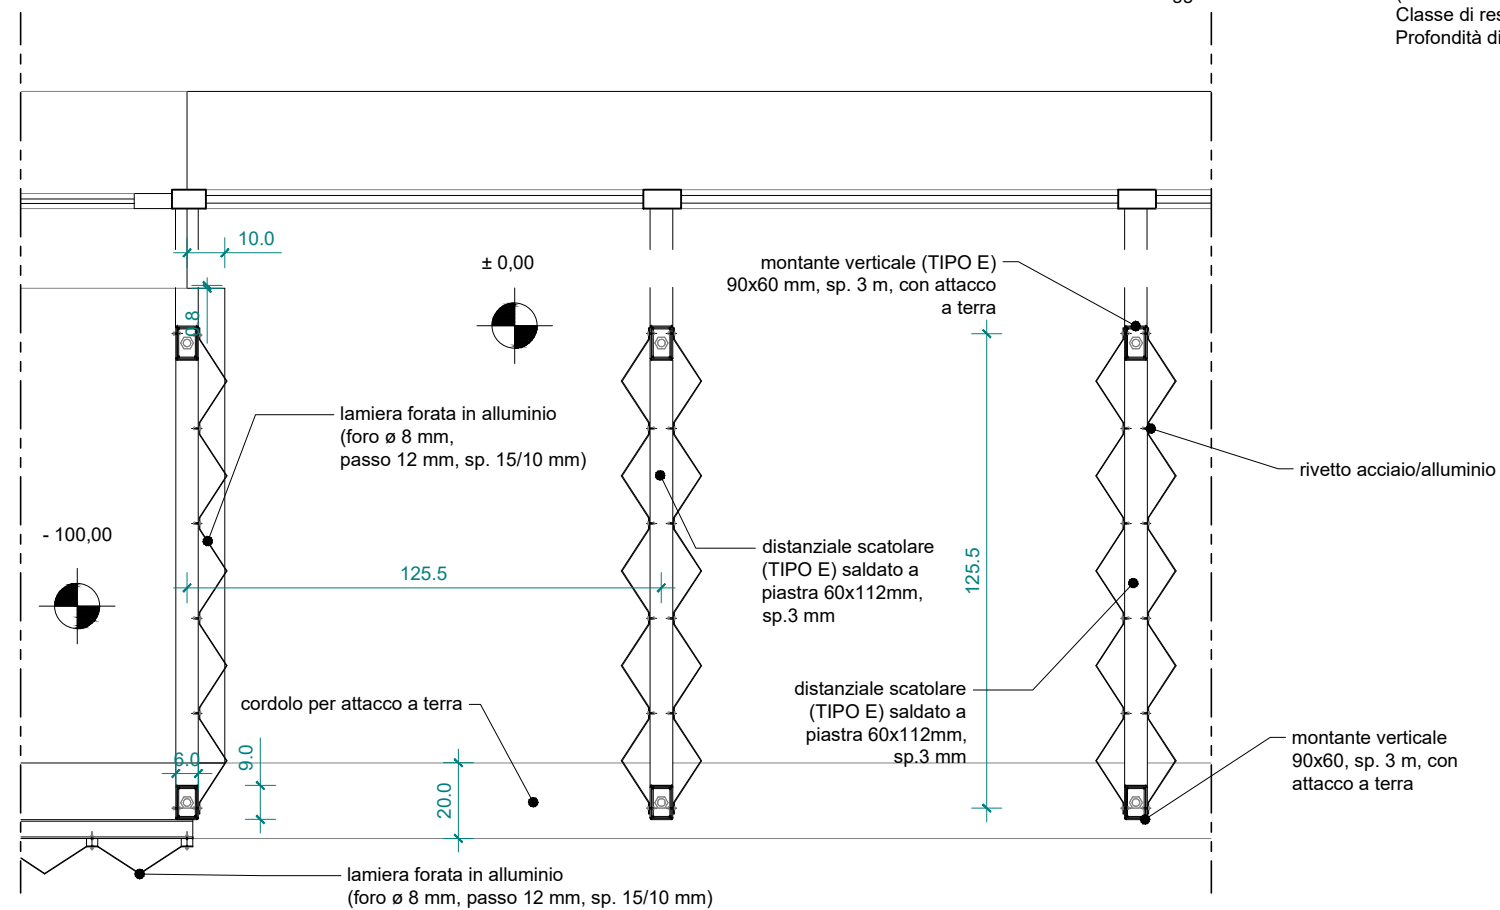 Classe di res
Profondità di
10.0
± 0,00
montante verticale (TIPO E)
90x60 mm, sp. 3 m, con attacco
a terra
0.8
lamiera forata in alluminio
(foro ø 8 mm,
passo 12 mm, sp. 15/10 mm)
rivetto acciaio/alluminio
- 100,00
125.5
125.5
distanziale scatolare
(TIPO E) saldato a
piastra 60x112mm,
sp.3 mm
cordolo per attacco a terra
distanziale scatolare
(TIPO E) saldato a
piastra 60x112mm,
sp.3 mm
6.0
9.0
20.0
montante verticale
90x60, sp. 3 m, con
attacco a terra
lamiera forata in alluminio
(foro ø 8 mm, passo 12 mm, sp. 15/10 mm)